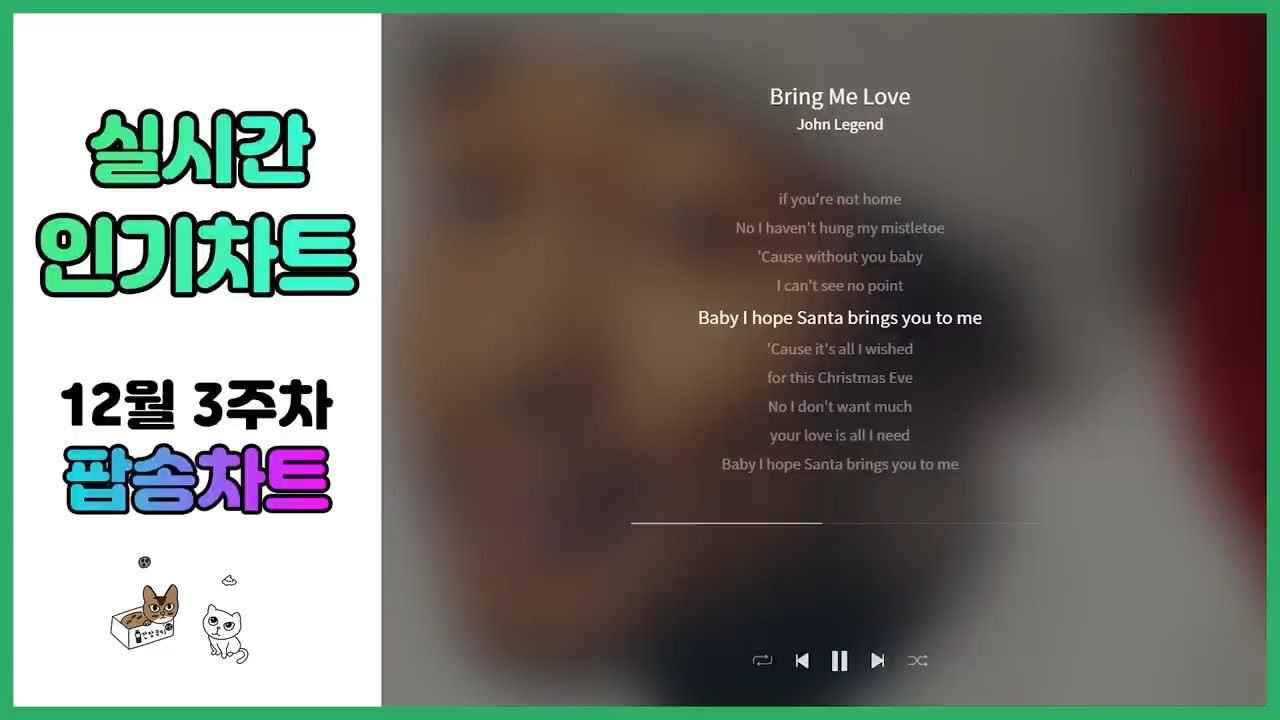 실시간
인기차트
12월 3주차
팝송차트
Bring Me Love
John Legend
if you're not home
No I haven't hung my mistletoe
'Cause without you baby
I can't see no point
Baby I hope Santa brings you to me
'Cause it's all I wished
for this Christmas Eve
No I don't want much
your love is all I need
Baby I hope Santa brings you to me